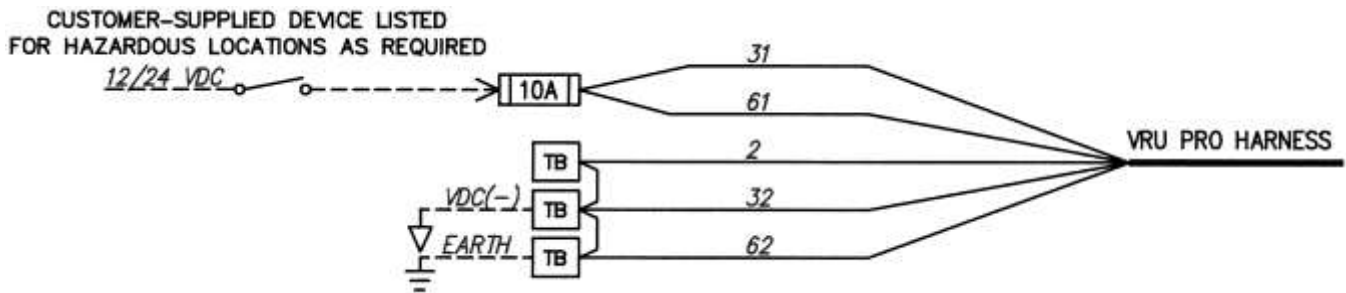 CUSTOMER-SUPPLIED DEVICE LISTED
FOR HAZARDOUS LOCATIONS AS REQUIRED
12/24 VDC
10A
31
61
VRU PRO HARNESS
TB
2
VDC(-)
TB
32
EARTH
TB
62